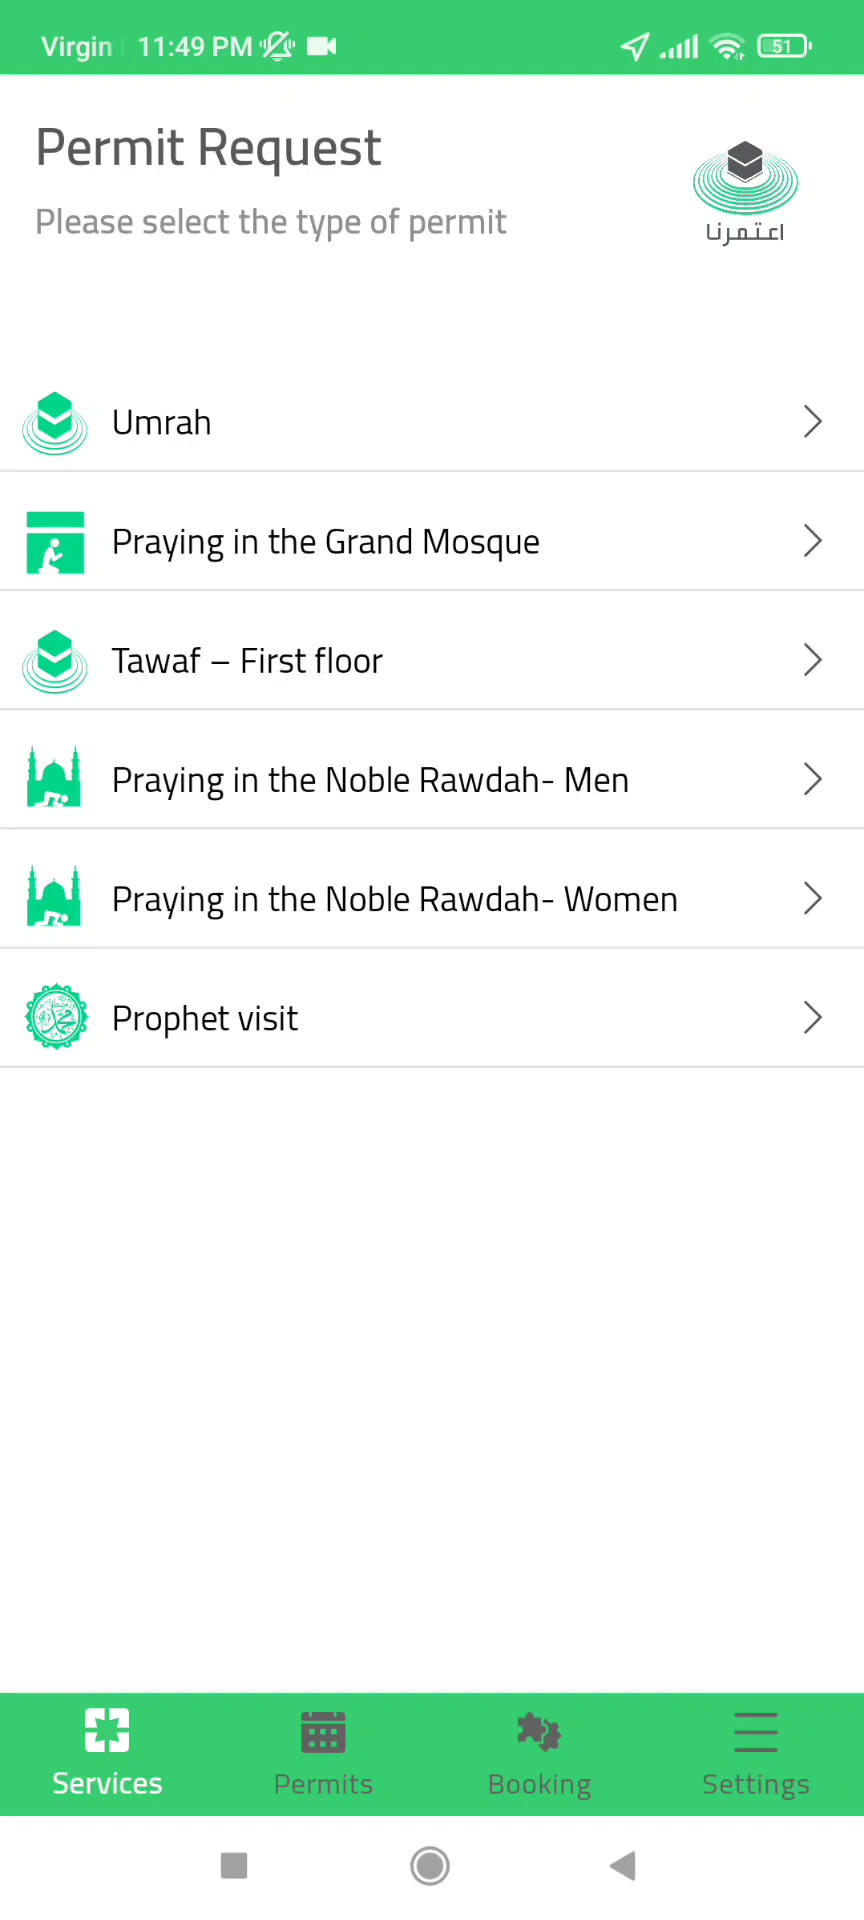 Virgin 11:49 PM 51
Permit Request
Please select the type of permit
اعتمرنا
Umrah
Praying in the Grand Mosque
Tawaf – First floor
Praying in the Noble Rawdah- Men
Praying in the Noble Rawdah- Women
Prophet visit
Services Permits Booking Settings